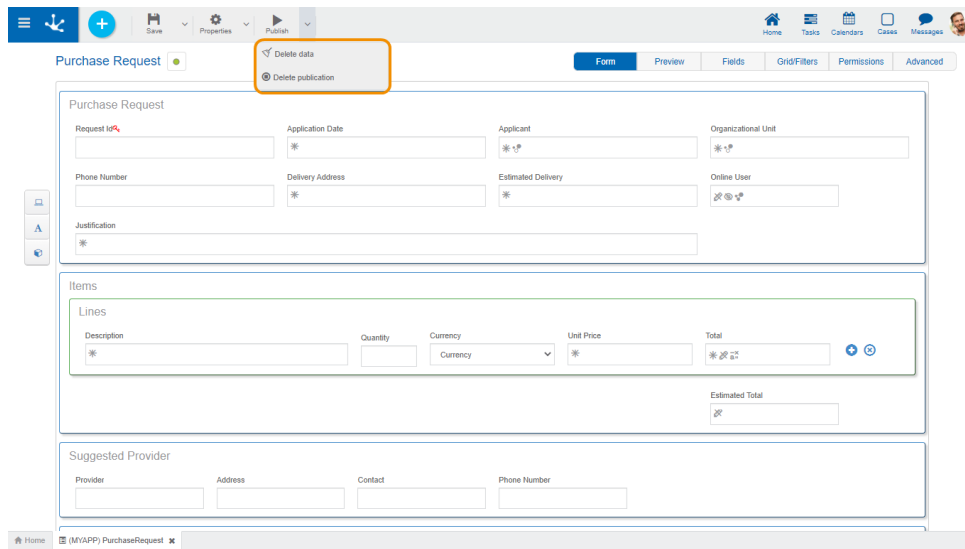 Save
Properties
Publish
Home
Tasks
Calendars
Cases
Messages
Purchase Request
Delete data
Delete publication
Form
Preview
Fields
Grid/Filters
Permissions
Advanced
Purchase Request
Request Id
Application Date
Applicant
Organizational Unit
Phone Number
Delivery Address
Estimated Delivery
Online User
Justification
A
Items
Lines
Description
Quantity
Currency
Unit Price
Total
Currency
Estimated Total
Suggested Provider
Provider
Address
Contact
Phone Number
Home
(MYAPP) PurchaseRequest